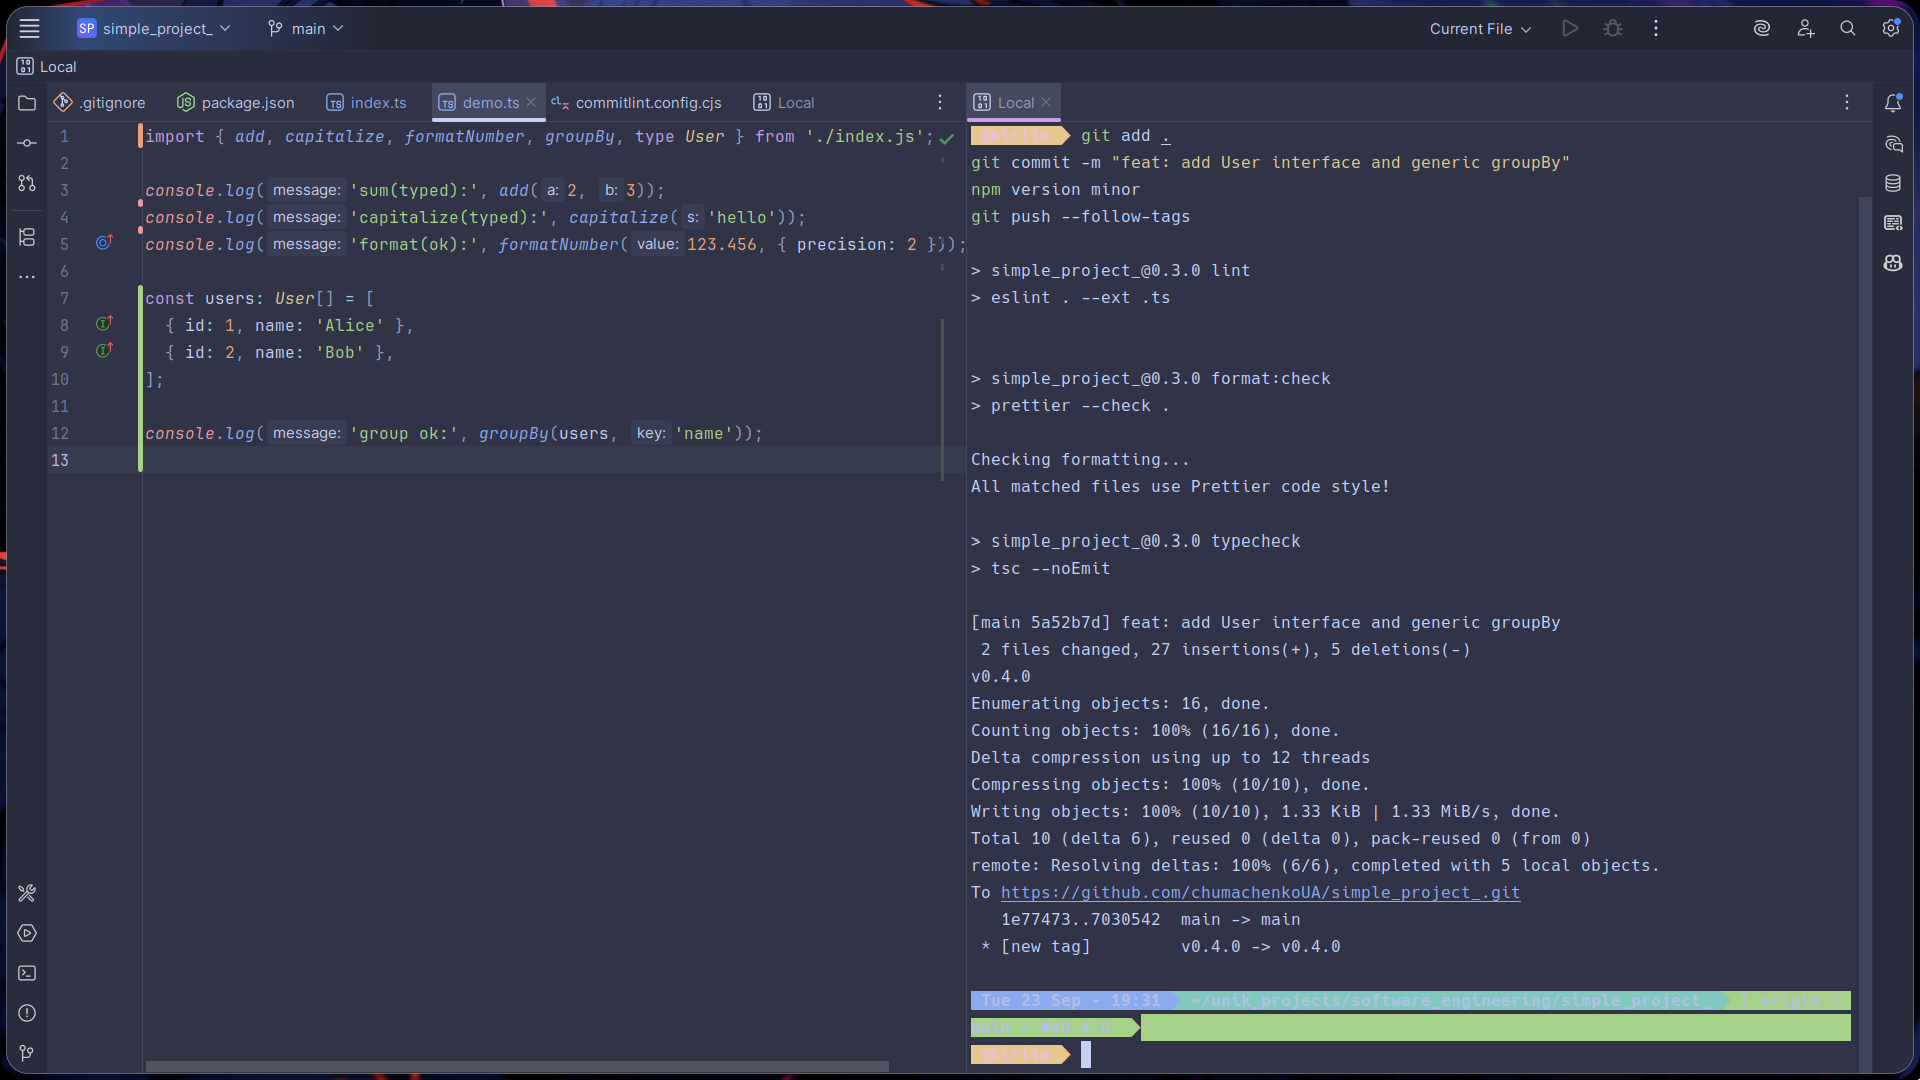 SP simple_project_ main Current File
Local
.gitignore package.json index.ts demo.ts commitlint.config.cjs Local
1 import { add, capitalize, formatNumber, groupBy, type User } from './index.js';
2
3 console.log( message: 'sum(typed):', add( a: 2, b: 3));
4 console.log( message: 'capitalize(typed):', capitalize( s: 'hello'));
5 console.log( message: 'format(ok):', formatNumber( value: 123.456, { precision: 2 }));
6
7 const users: User[] = [
8 { id: 1, name: 'Alice' },
9 { id: 2, name: 'Bob' },
10 ];
11
12 console.log( message: 'group ok:', groupBy(users, key: 'name'));
13
Local
@kirito git add .
git commit -m "feat: add User interface and generic groupBy"
npm version minor
git push --follow-tags
> simple_project_@0.3.0 lint
> eslint . --ext .ts
> simple_project_@0.3.0 format:check
> prettier --check .
Checking formatting...
All matched files use Prettier code style!
> simple_project_@0.3.0 typecheck
> tsc --noEmit
[main 5a52b7d] feat: add User interface and generic groupBy
2 files changed, 27 insertions(+), 5 deletions(-)
v0.4.0
Enumerating objects: 16, done.
Counting objects: 100% (16/16), done.
Delta compression using up to 12 threads
Compressing objects: 100% (10/10), done.
Writing objects: 100% (10/10), 1.33 KiB | 1.33 MiB/s, done.
Total 10 (delta 6), reused 0 (delta 0), pack-reused 0 (from 0)
remote: Resolving deltas: 100% (6/6), completed with 5 local objects.
To https://github.com/chumachenkoUA/simple_project_.git
1e77473..7030542 main -> main
* [new tag] v0.4.0 -> v0.4.0
Tue 23 Sep - 19:31 ~/unik_projects/software_engineering/simple_project_ origin
main
@kirito